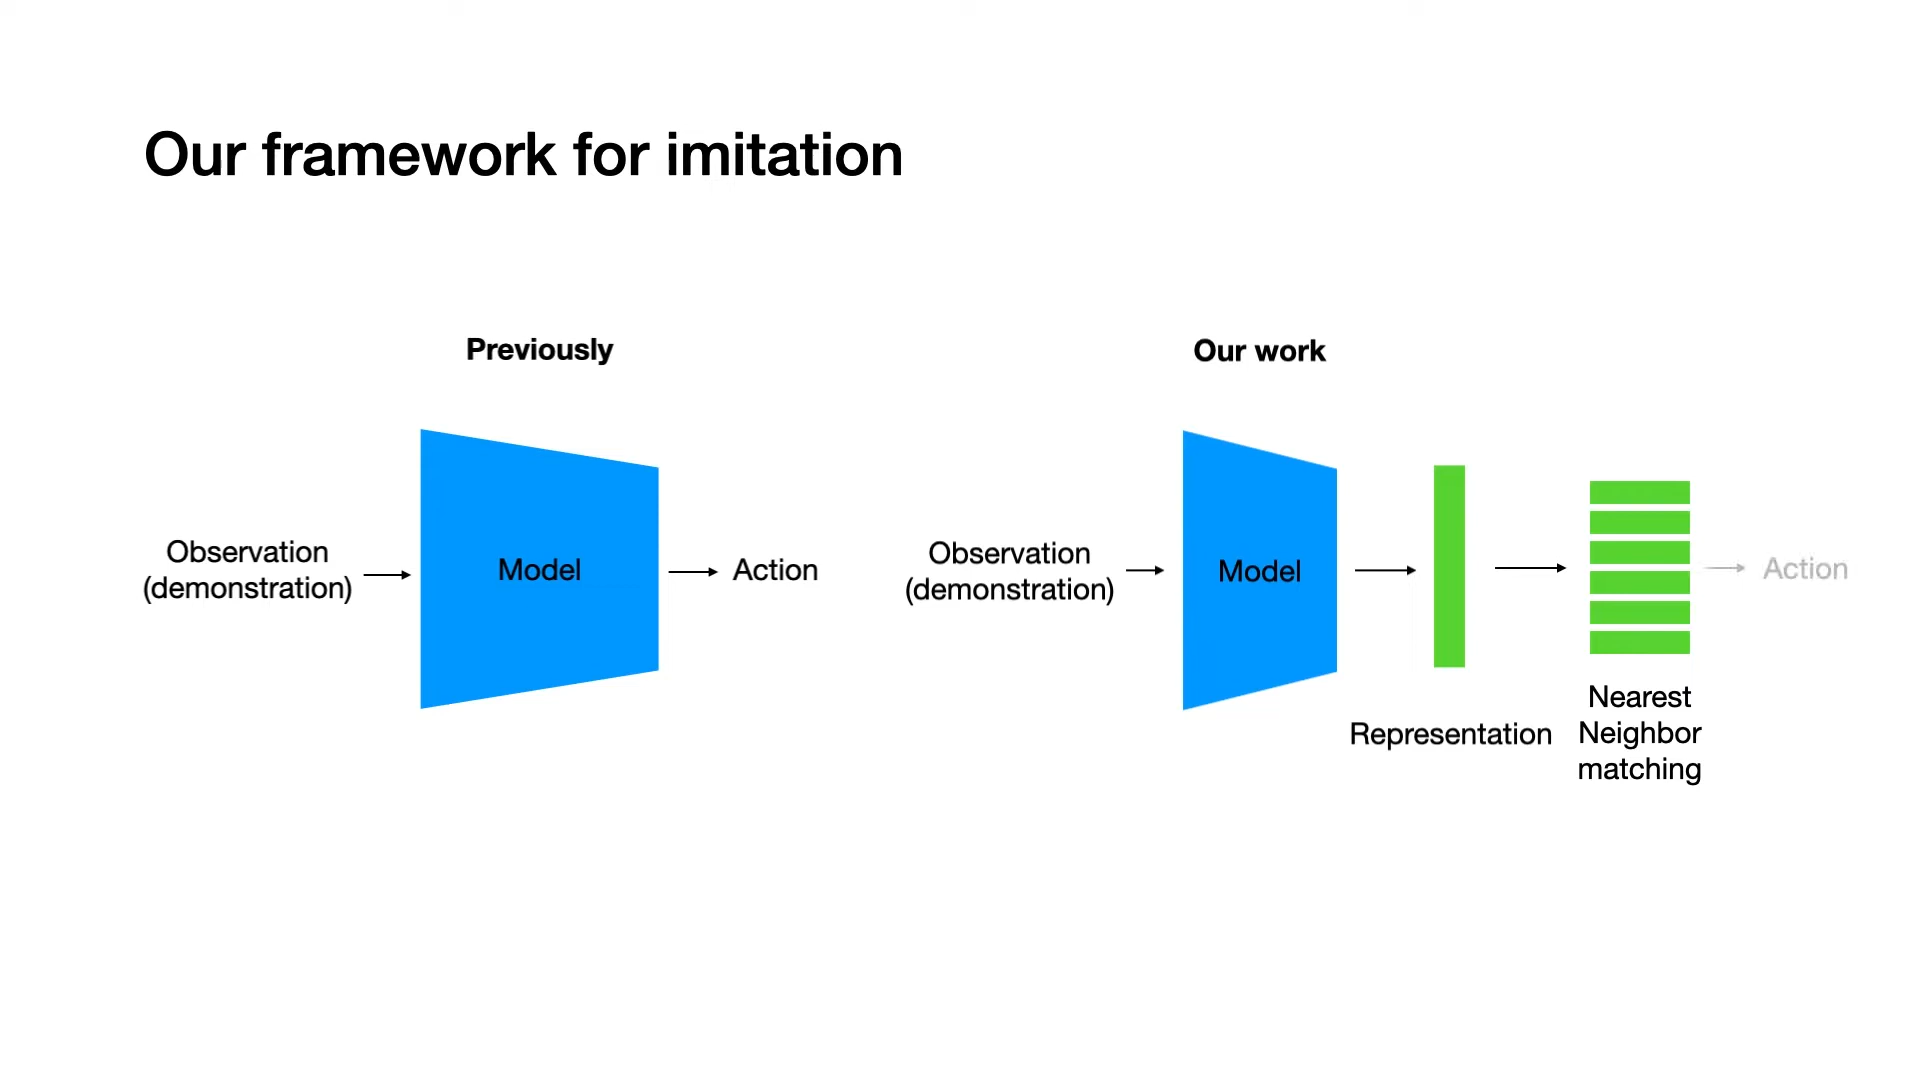 Our framework for imitation
Previously
Observation
(demonstration)
Model
Action
Our work
Observation
(demonstration)
Model
Representation
Nearest
Neighbor
matching
Action